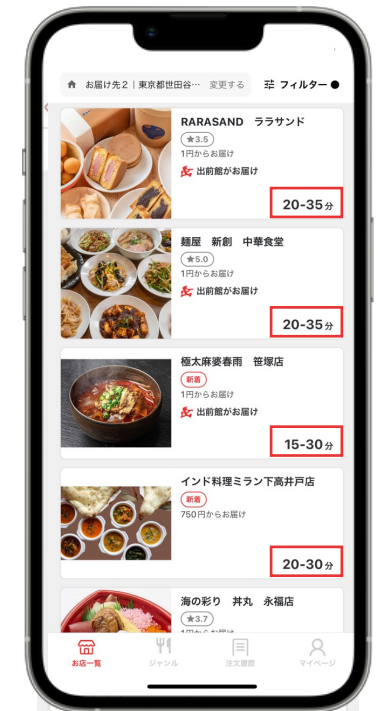 お届け先2｜東京都世田谷… 変更する フィルター
RARASAND ララサンド
★3.5
1円からお届け
出前館がお届け
20-35分
麺屋 新創 中華食堂
★5.0
1円からお届け
出前館がお届け
20-35分
極太麻婆春雨 笹塚店
新着
出前館がお届け
15-30分
インド料理ミラン下高井戸店
新着
750円からお届け
20-30分
海の彩り 丼丸 永福店
★3.7
1円からお届け
お店一覧 ジャンル 注文履歴 マイページ